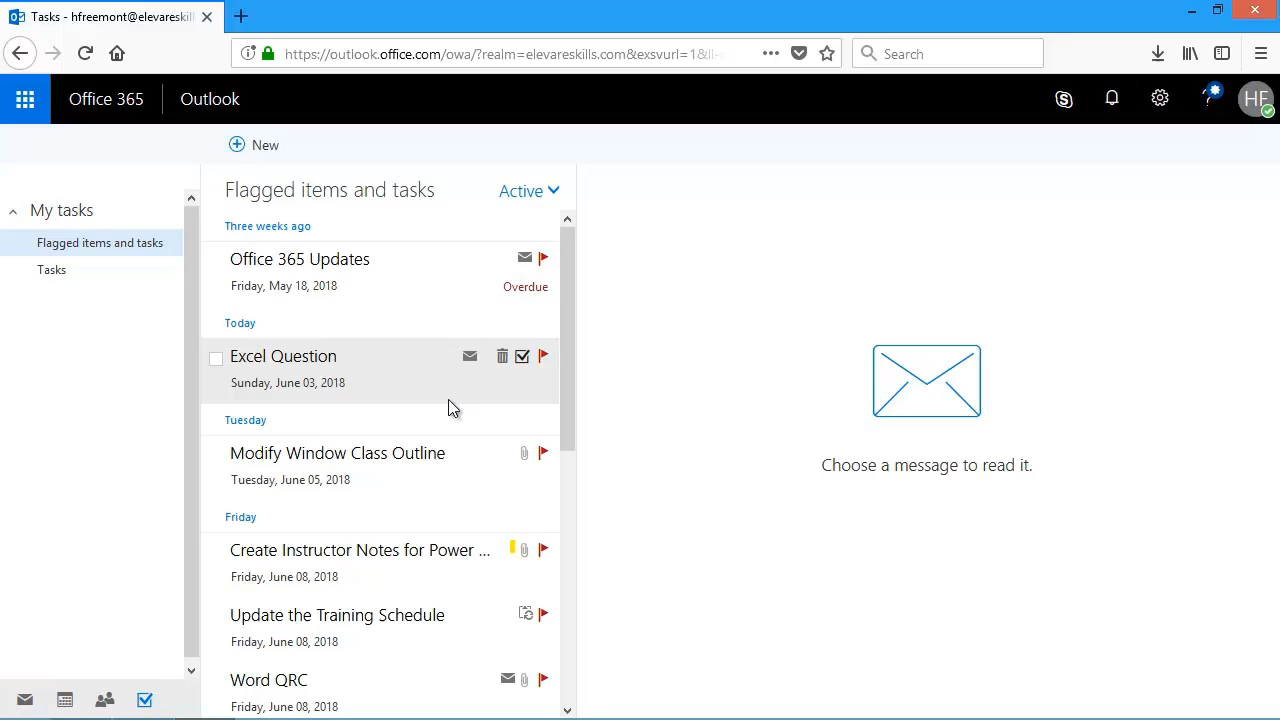 Tasks - hfreemont@elevareskill
https://outlook.office.com/owa/?realm=elevareskills.com&exsvurl=1&ll-
Search
Office 365
Outlook
HF
New
My tasks
Flagged items and tasks
Tasks
Flagged items and tasks
Active
Three weeks ago
Office 365 Updates
Friday, May 18, 2018
Overdue
Today
Excel Question
Sunday, June 03, 2018
Tuesday
Modify Window Class Outline
Tuesday, June 05, 2018
Friday
Create Instructor Notes for Power ...
Friday, June 08, 2018
Update the Training Schedule
Friday, June 08, 2018
Word QRC
Friday, June 08, 2018
Choose a message to read it.